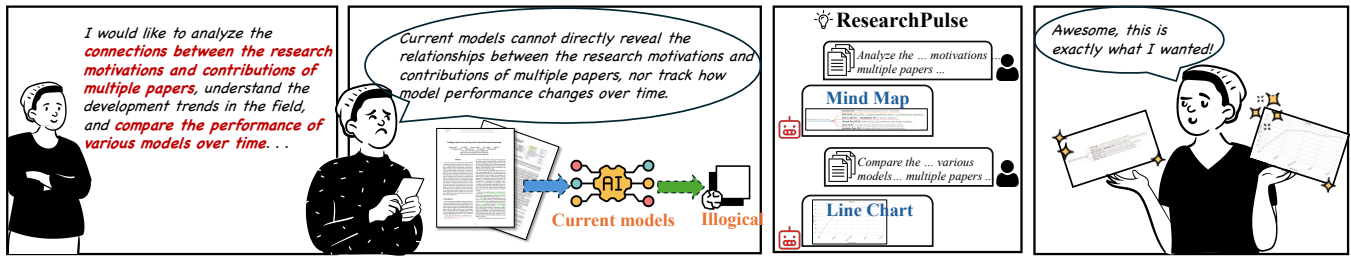 I would like to analyze the
connections between the research
motivations and contributions of
multiple papers, understand the
development trends in the field,
and compare the performance of
various models over time. . .
Current models cannot directly reveal the
relationships between the research motivations and
contributions of multiple papers, nor track how
model performance changes over time.
AI
Current models
Illogical
ResearchPulse
Analyze the ... motivations ...
multiple papers ...
Mind Map
Compare the ... various
models... multiple papers ..
Line Chart
Awesome, this is
exactly what I wanted!